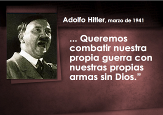 Adolfo Hitler, marzo de 1941
... Queremos
combatir nuestra
propia guerra con
nuestras propias
armas sin Dios."